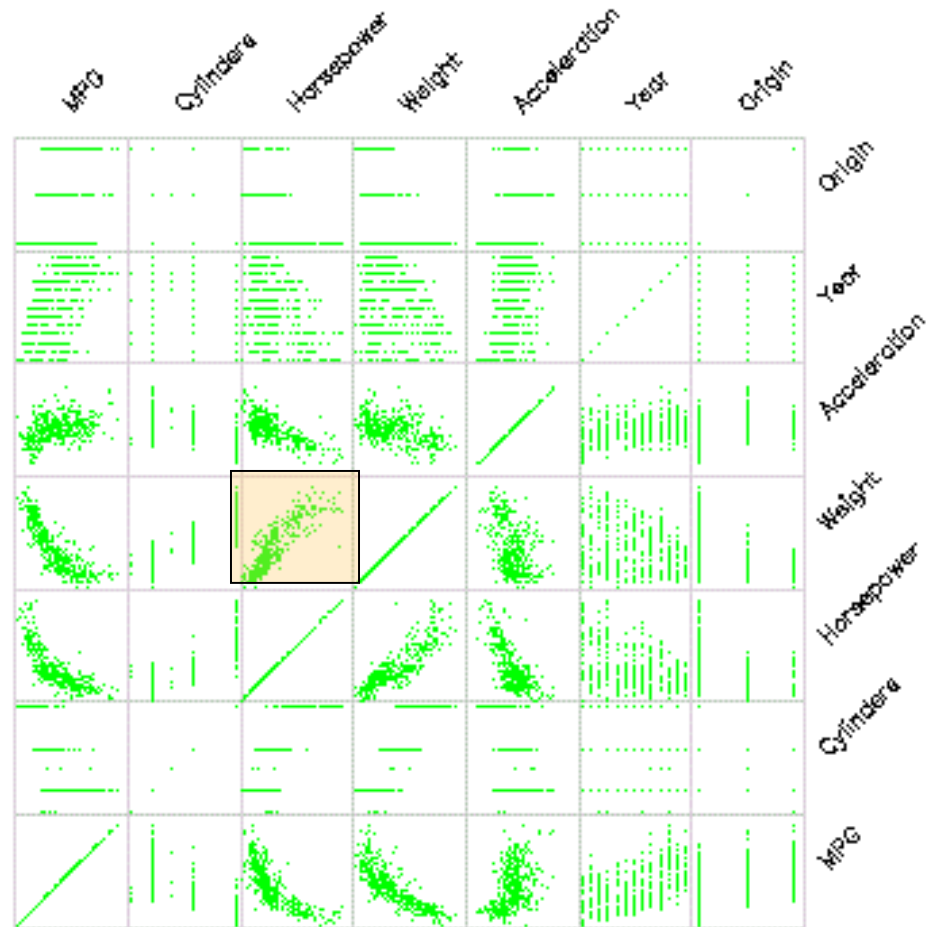 MPG
Cylinders
Horsepower
Weight
Acceleration
Year
Origin
Origin
Year
Acceleration
Weight
Horsepower
Cylinders
MPG